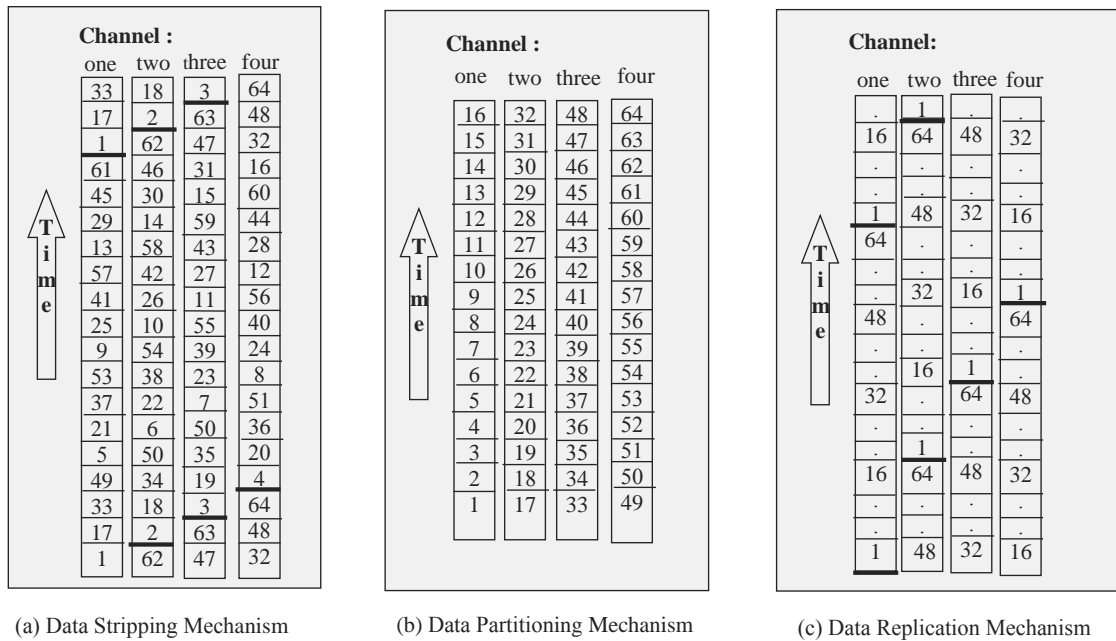 Channel :
one two three four
33 18 3 64
17 2 63 48
1 62 47 32
61 46 31 16
45 30 15 60
29 14 59 44
13 58 43 28
57 42 27 12
41 26 11 56
25 10 55 40
9 54 39 24
53 38 23 8
37 22 7 51
21 6 50 36
5 50 35 20
49 34 19 4
33 18 3 64
17 2 63 48
1 62 47 32
Time
(a) Data Stripping Mechanism
Channel :
one two three four
16 32 48 64
15 31 47 63
14 30 46 62
13 29 45 61
12 28 44 60
11 27 43 59
10 26 42 58
9 25 41 57
8 24 40 56
7 23 39 55
6 22 38 54
5 21 37 53
4 20 36 52
3 19 35 51
2 18 34 50
1 17 33 49
Time
(b) Data Partitioning Mechanism
Channel:
one two three four
. 1 . .
16 64 48 32
. . . .
. . . .
1 48 32 16
64 . . .
. . . .
. 32 16 1
48 . . 64
. . . .
. 16 1 .
32 . 64 48
. . . .
. 1 . .
16 64 48 32
. . . .
. . . .
1 48 32 16
Time
(c) Data Replication Mechanism